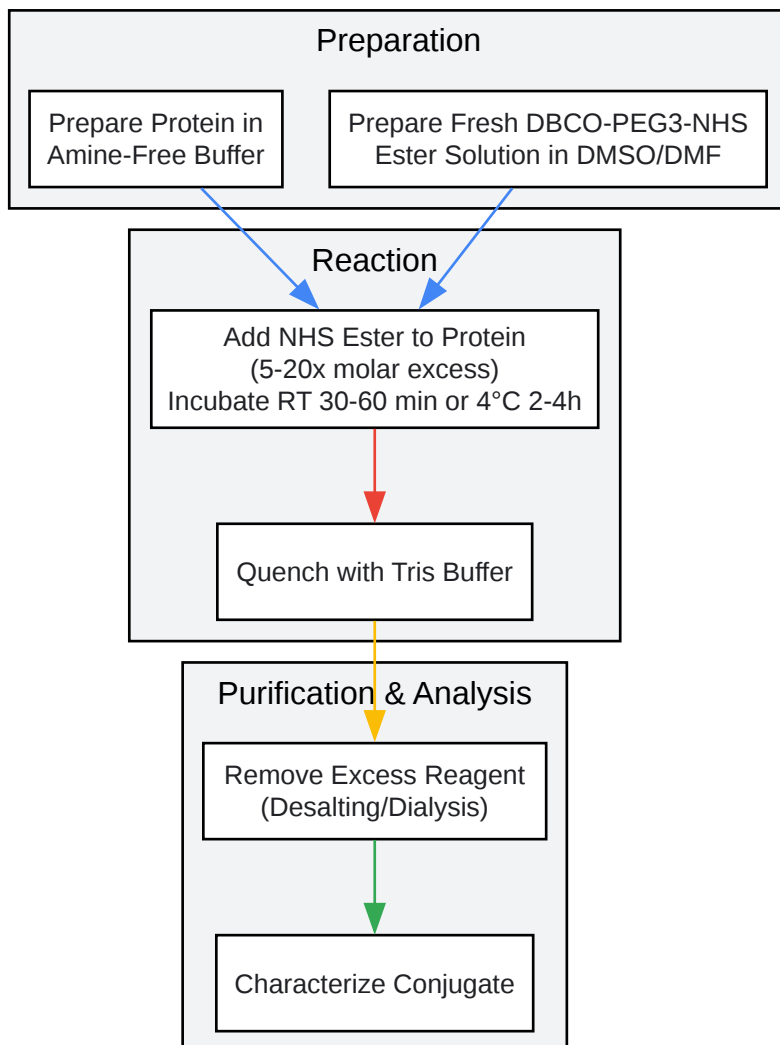 Preparation
Prepare Protein in
Amine-Free Buffer
Prepare Fresh DBCO-PEG3-NHS
Ester Solution in DMSO/DMF
Reaction
Add NHS Ester to Protein
(5-20x molar excess)
Incubate RT 30-60 min or 4°C 2-4h
Quench with Tris Buffer
Purification & Analysis
Remove Excess Reagent
(Desalting/Dialysis)
Characterize Conjugate